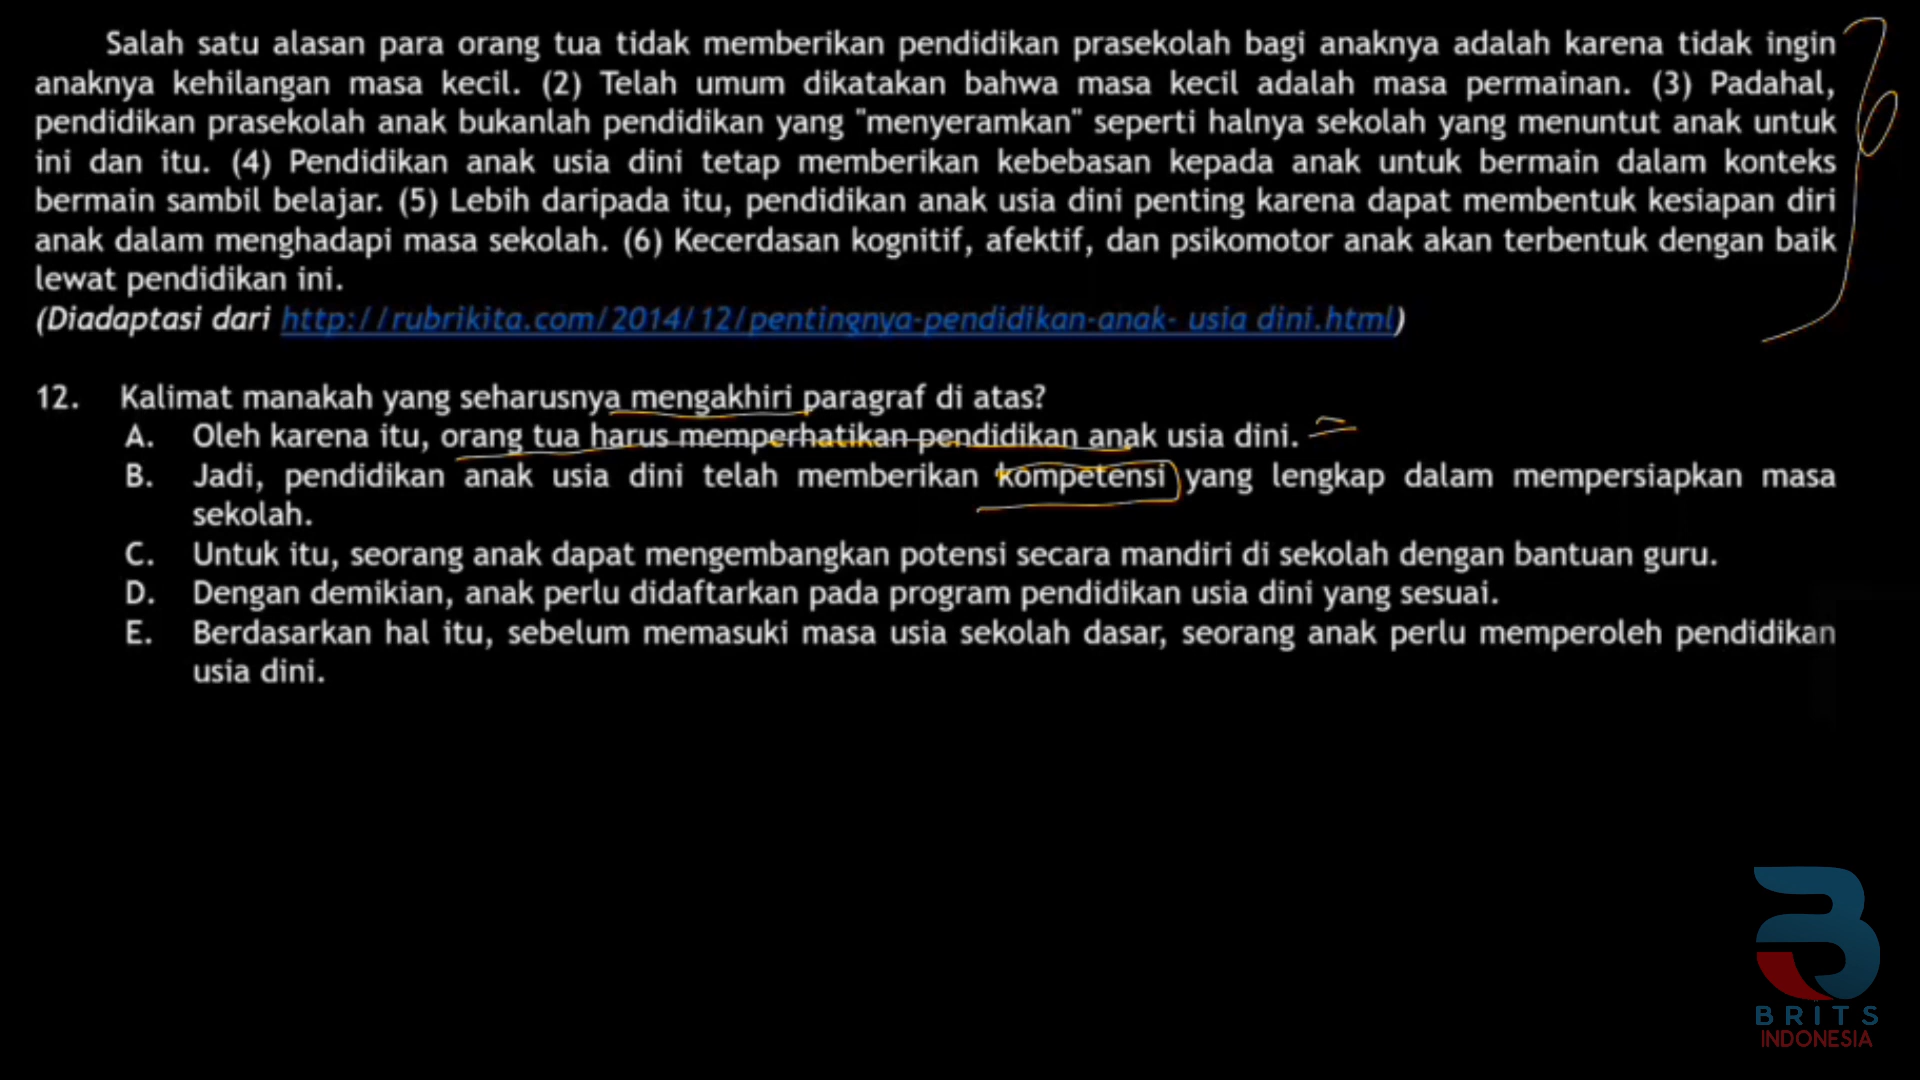 Salah satu alasan para orang tua tidak memberikan pendidikan prasekolah bagi anaknya adalah karena tidak ingin
anaknya kehilangan masa kecil. (2) Telah umum dikatakan bahwa masa kecil adalah masa permainan. (3) Padahal,
pendidikan prasekolah anak bukanlah pendidikan yang "menyeramkan" seperti halnya sekolah yang menuntut anak untuk
ini dan itu. (4) Pendidikan anak usia dini tetap memberikan kebebasan kepada anak untuk bermain dalam konteks
bermain sambil belajar. (5) Lebih daripada itu, pendidikan anak usia dini penting karena dapat membentuk kesiapan diri
anak dalam menghadapi masa sekolah. (6) Kecerdasan kognitif, afektif, dan psikomotor anak akan terbentuk dengan baik
lewat pendidikan ini.
(Diadaptasi dari http://rubrikita.com/2014/12/pentingnya-pendidikan-anak- usia dini.html)
12. Kalimat manakah yang seharusnya mengakhiri paragraf di atas?
A. Oleh karena itu, orang tua harus memperhatikan pendidikan anak usia dini.
B. Jadi, pendidikan anak usia dini telah memberikan kompetensi yang lengkap dalam mempersiapkan masa
sekolah.
C. Untuk itu, seorang anak dapat mengembangkan potensi secara mandiri di sekolah dengan bantuan guru.
D. Dengan demikian, anak perlu didaftarkan pada program pendidikan usia dini yang sesuai.
E. Berdasarkan hal itu, sebelum memasuki masa usia sekolah dasar, seorang anak perlu memperoleh pendidikan
usia dini.
BRITS
INDONESIA